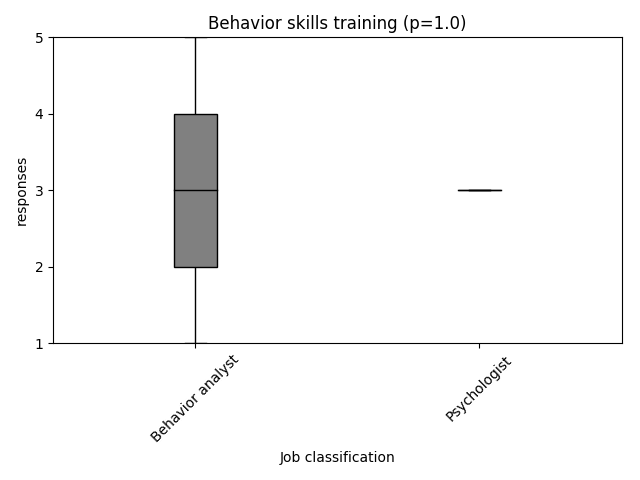 Behavior skills training (p=1.0)
5
4
3
2
1
responses
Behavior analyst
Psychologist
Job classification